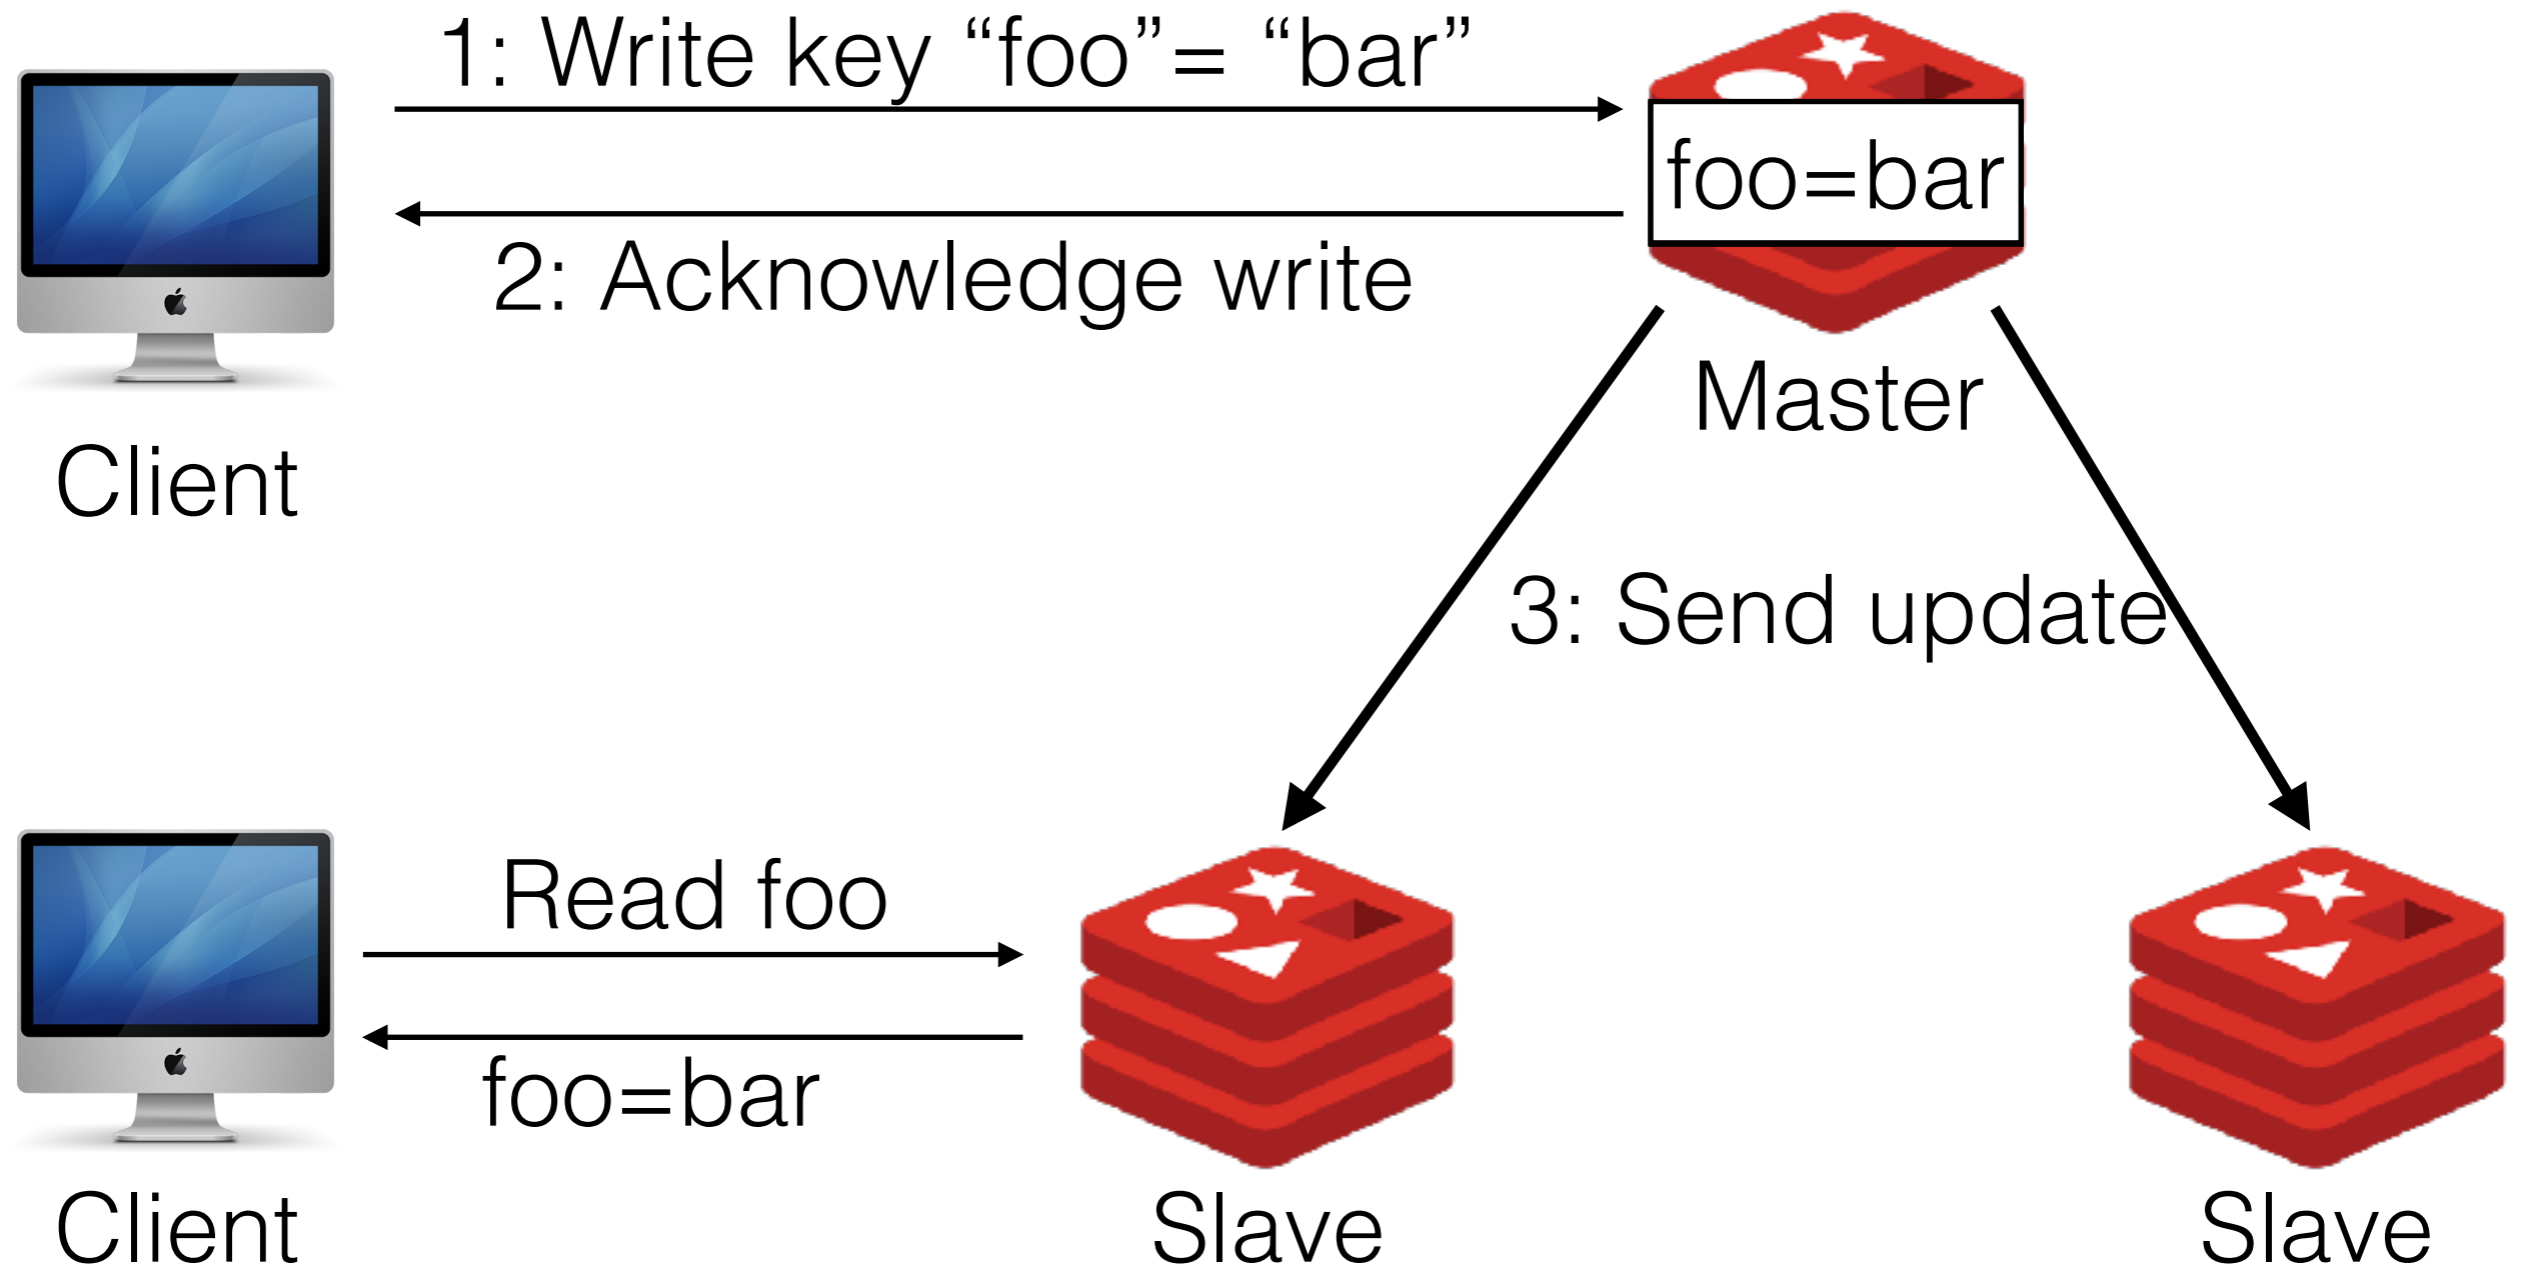 1: Write key “foo”= “bar”
foo=bar
2: Acknowledge write
Master
Client
3: Send update
Read foo
foo=bar
Client
Slave
Slave